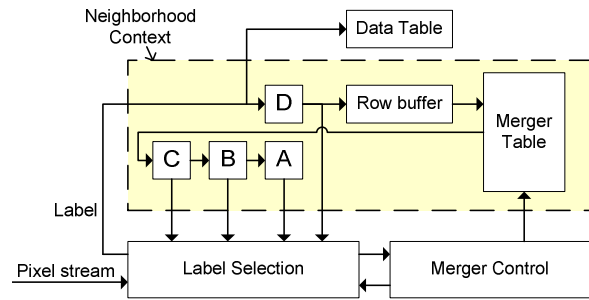 Neighborhood
Context
Data Table
D
Row buffer
Merger
Table
C
B
A
Label
Pixel stream
Label Selection
Merger Control